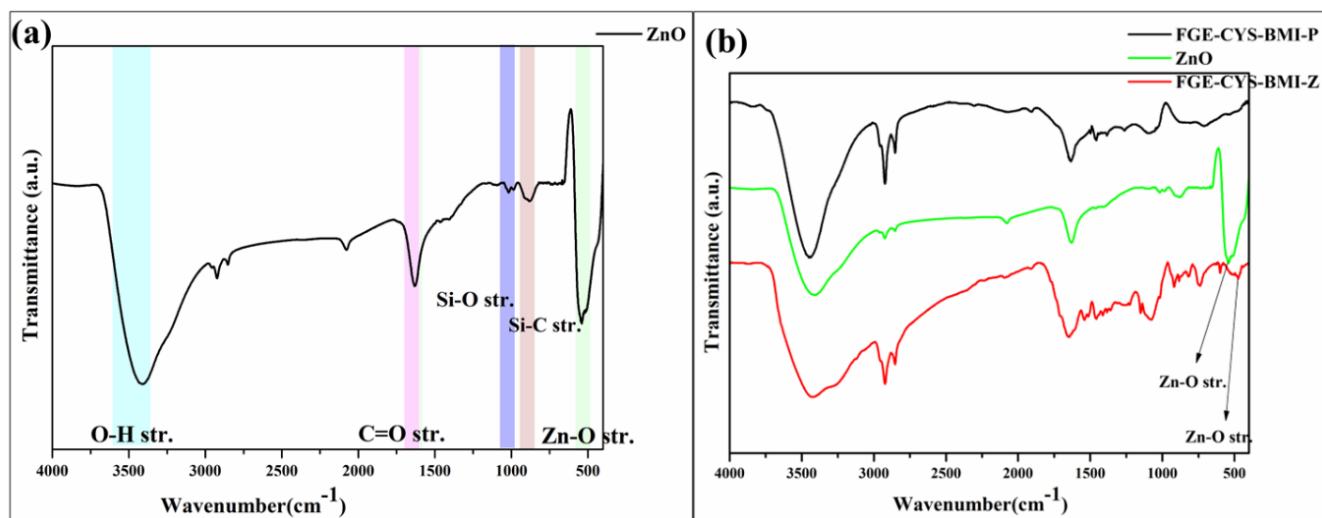 (a)
ZnO
Transmittance (a.u.)
Si-O str.
Si-C str.
O-H str.
C=O str.
Zn-O str.
4000 3500 3000 2500 2000 1500 1000 500
Wavenumber(cm⁻¹)
(b)
FGE-CYS-BMI-P
ZnO
FGE-CYS-BMI-Z
Transmittance (a.u.)
Zn-O str.
Zn-O str.
4000 3500 3000 2500 2000 1500 1000 500
Wavenumber(cm⁻¹)